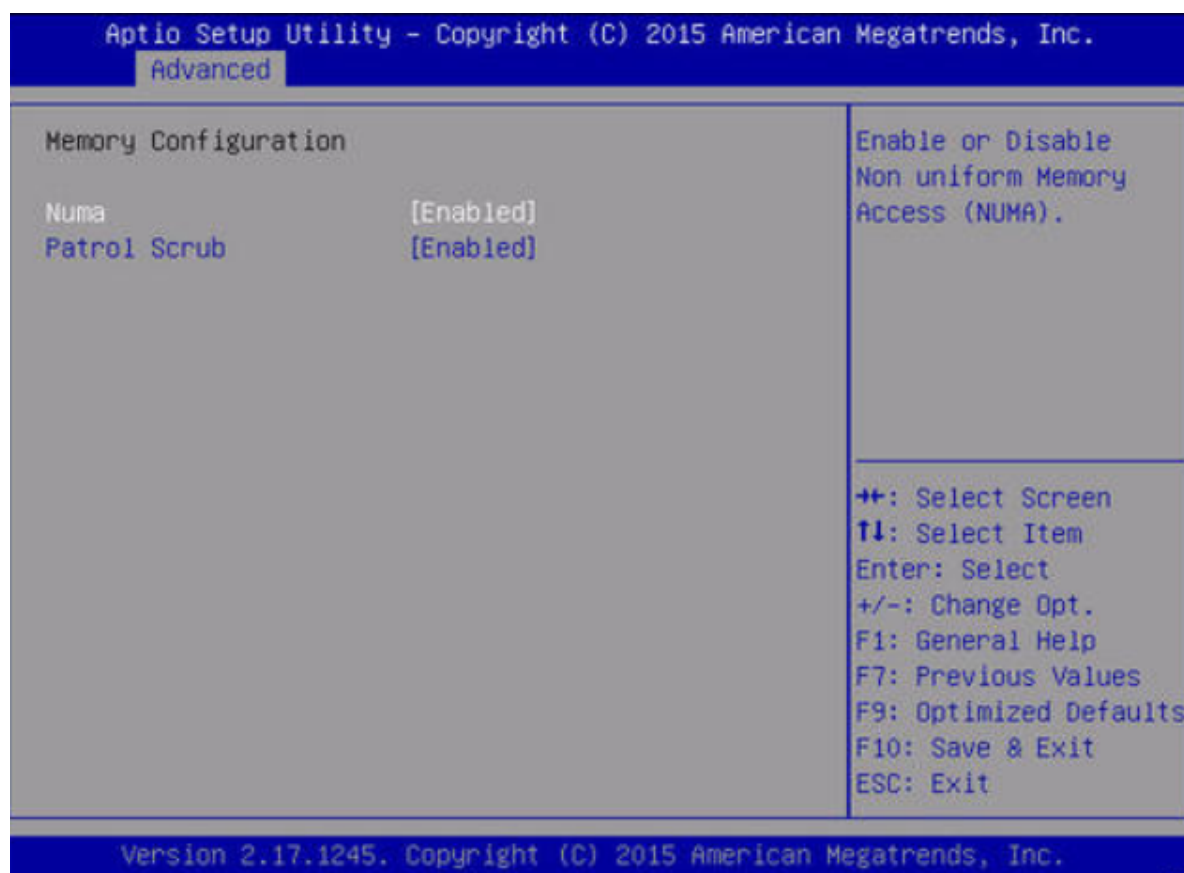 Aptio Setup Utility – Copyright (C) 2015 American Megatrends, Inc.
Advanced
Memory Configuration
Numa [Enabled]
Patrol Scrub [Enabled]
Enable or Disable
Non uniform Memory
Access (NUMA).
→←: Select Screen
↑↓: Select Item
Enter: Select
+/-: Change Opt.
F1: General Help
F7: Previous Values
F9: Optimized Defaults
F10: Save & Exit
ESC: Exit
Version 2.17.1245. Copyright (C) 2015 American Megatrends, Inc.